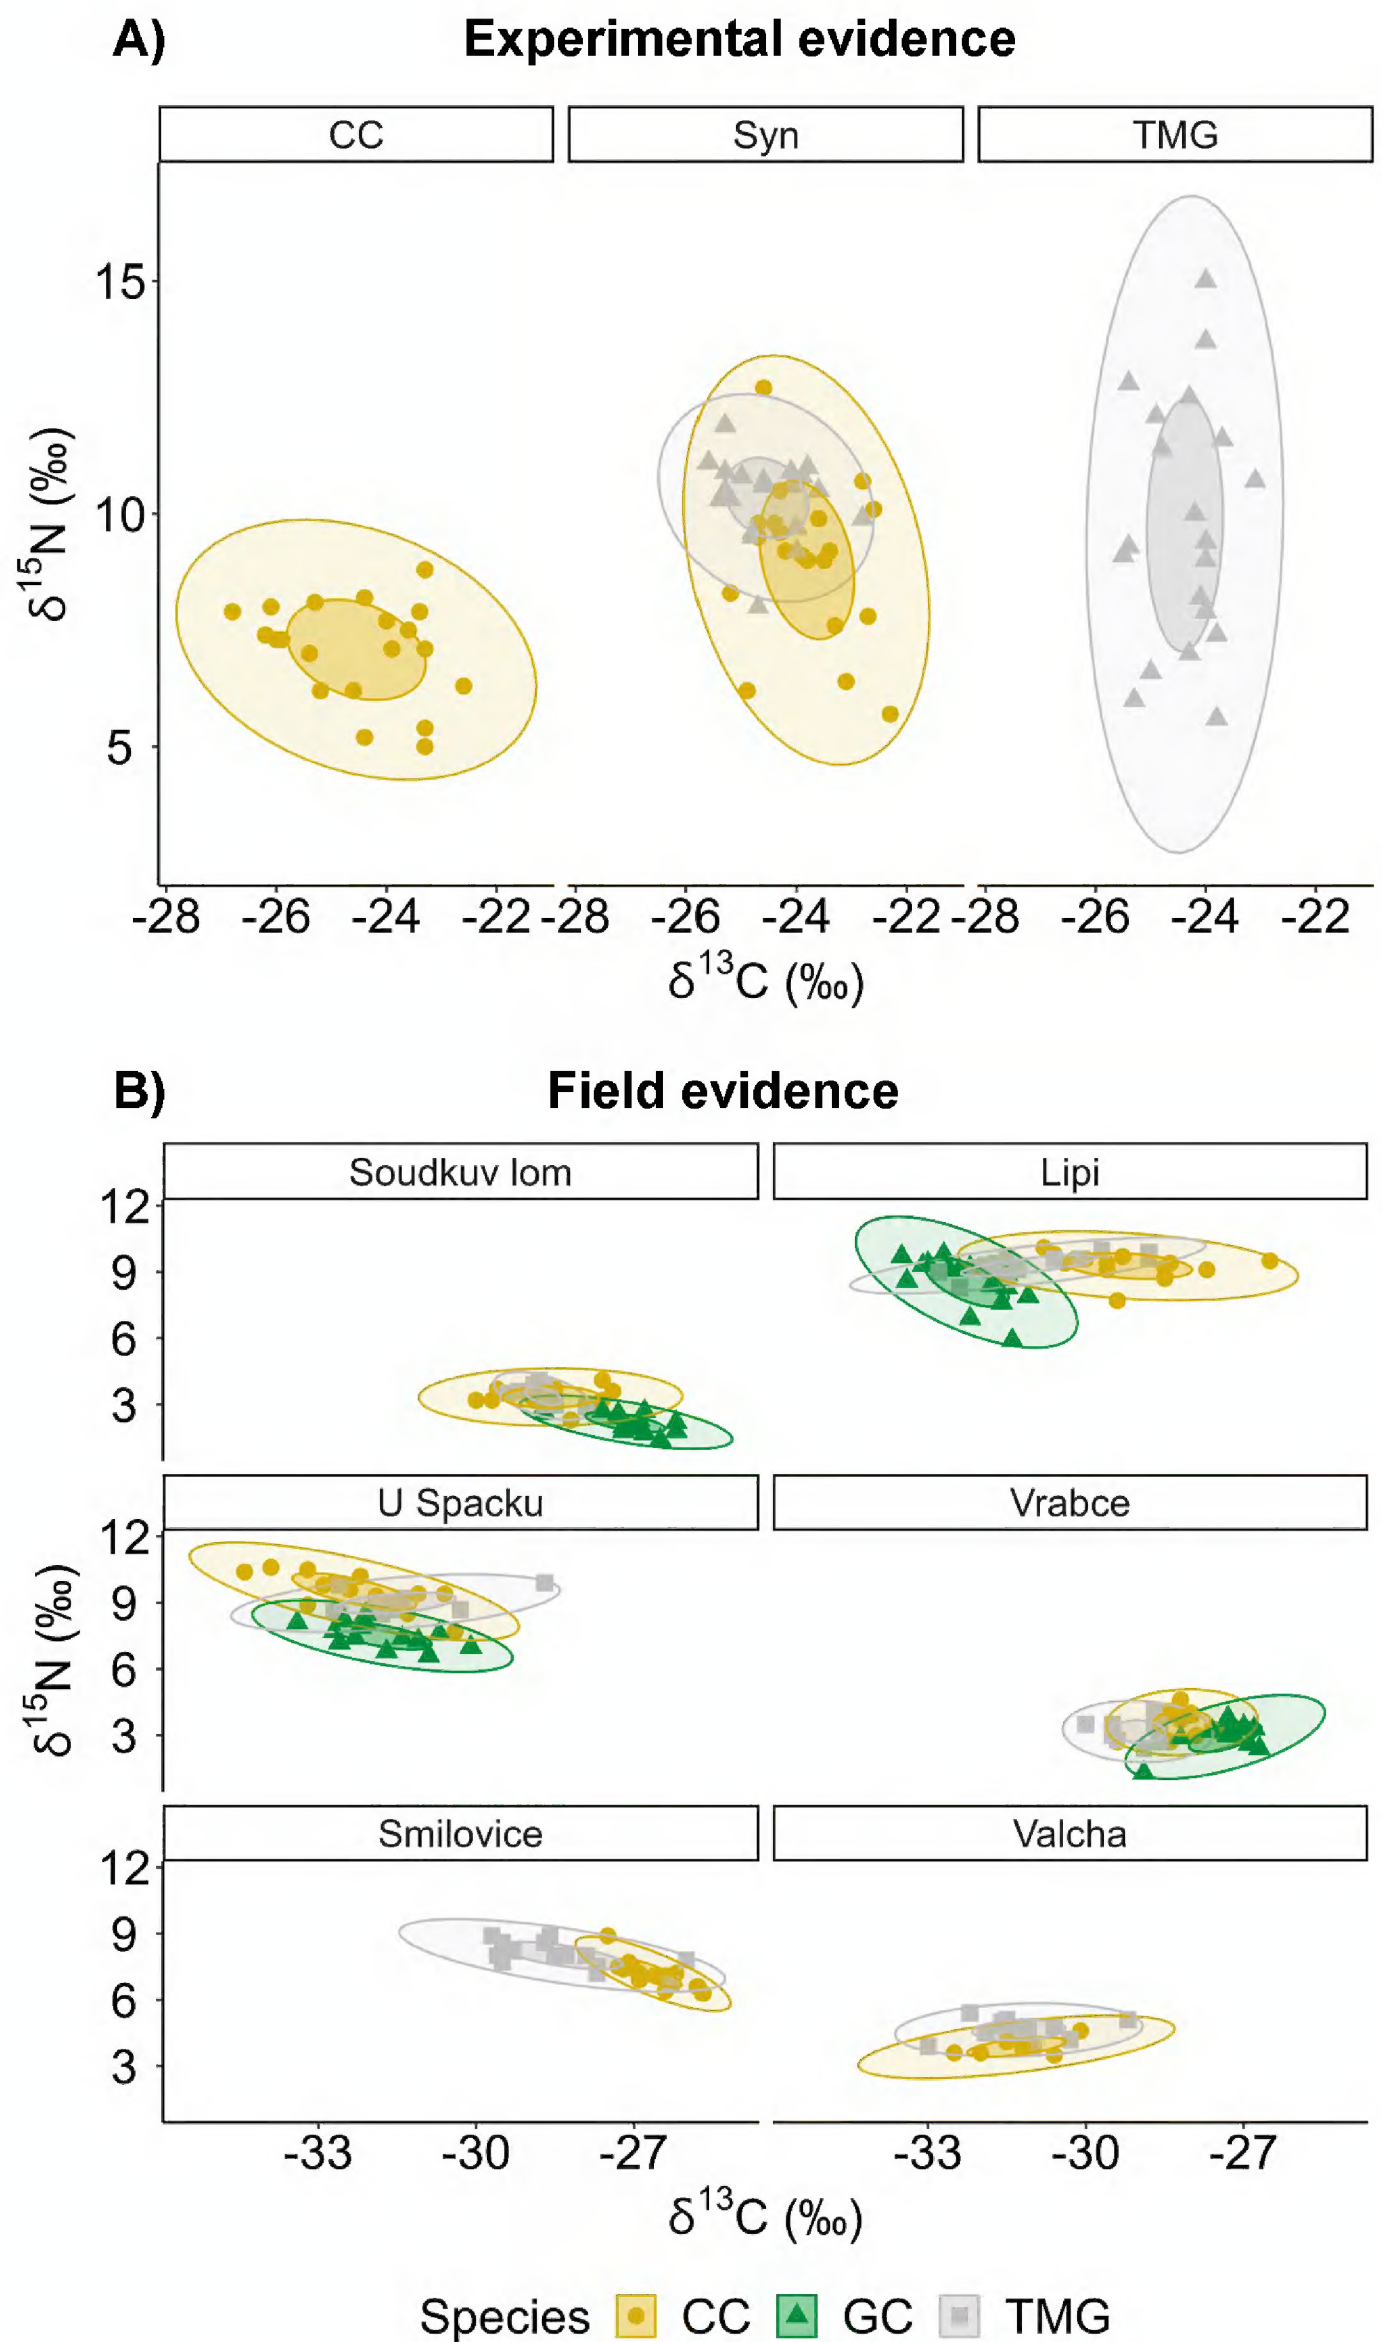 A) Experimental evidence
CC Syn TMG
15
10
5
δ15N (‰)
-28 -26 -24 -22 -28 -26 -24 -22 -28 -26 -24 -22
δ13C (‰)
B) Field evidence
Soudkuv lom Lipi
12
9
6
3
U Spacku Vrabce
12
9
6
3
δ15N (‰)
Smilovice Valcha
12
9
6
3
-33 -30 -27 -33 -30 -27
δ13C (‰)
Species CC GC TMG